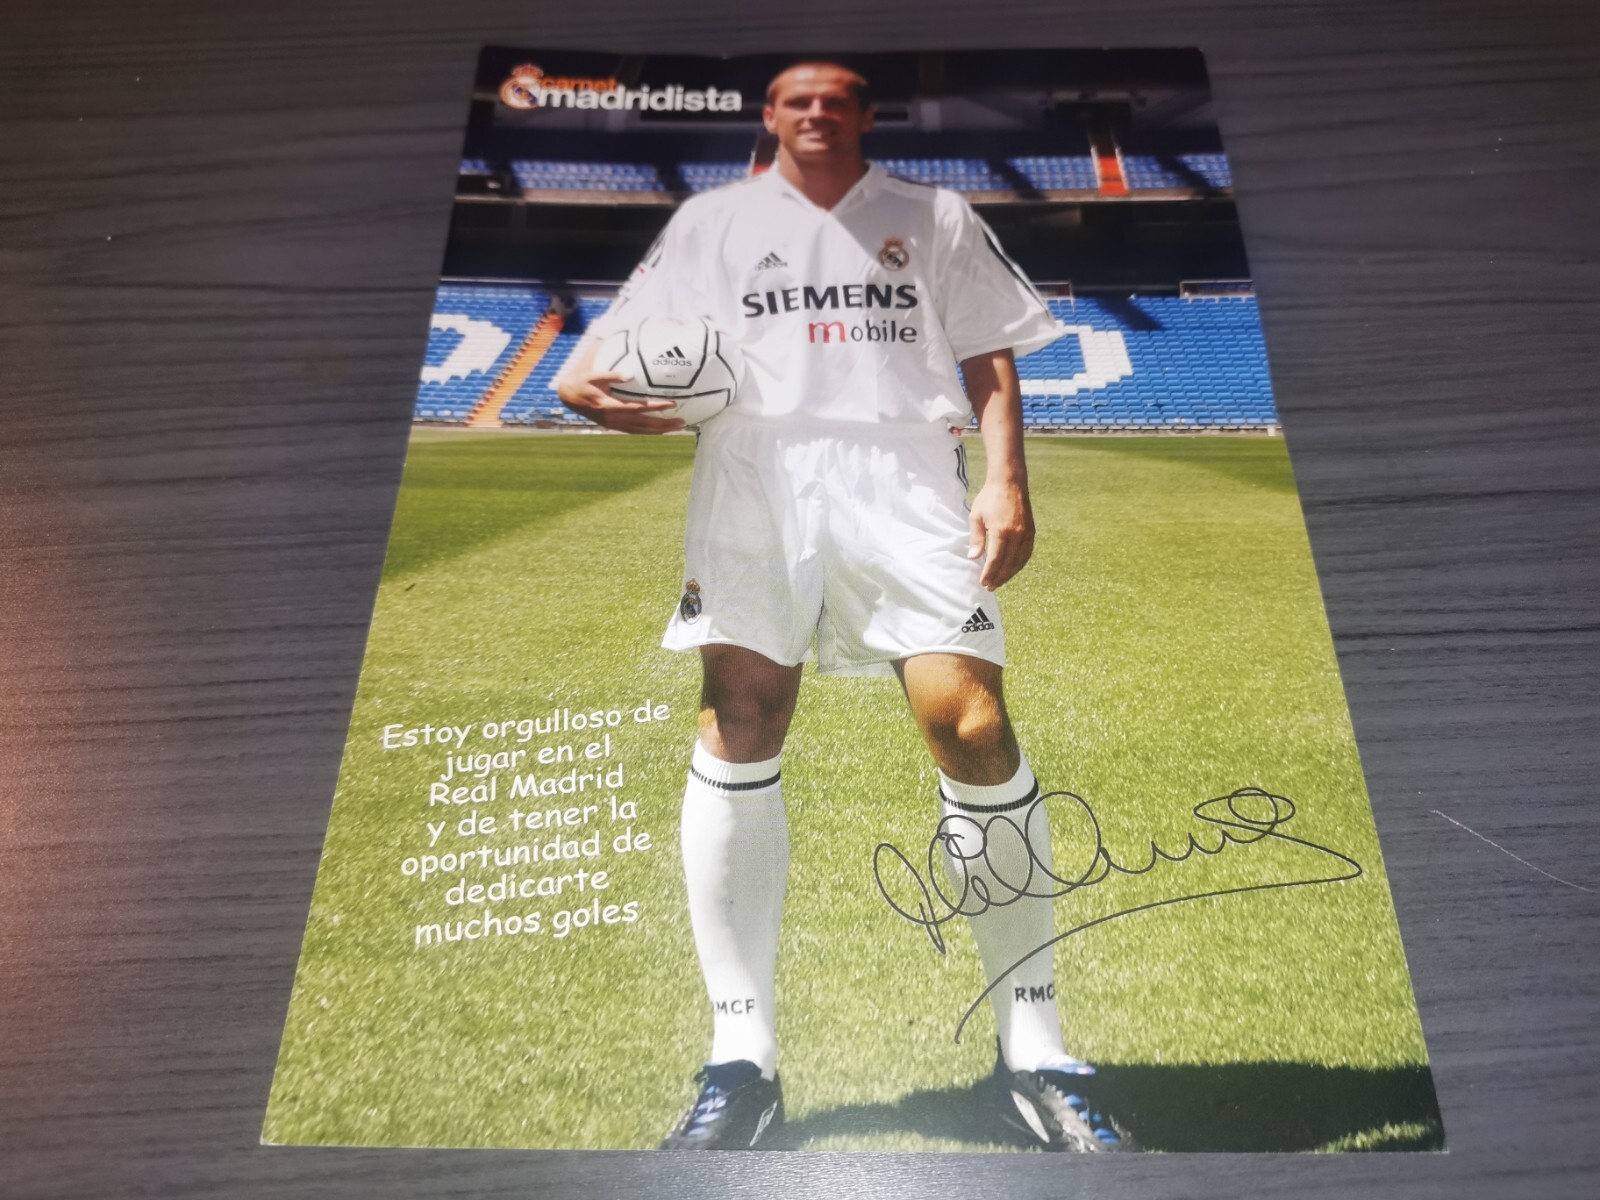 carnet
madridista
adidas
SIEMENS
mobile
adidas
adidas
Estoy orgulloso de
jugar en el
Real Madrid
y de tener la
oportunidad de
dedicarte
muchos goles
MCF
RMC